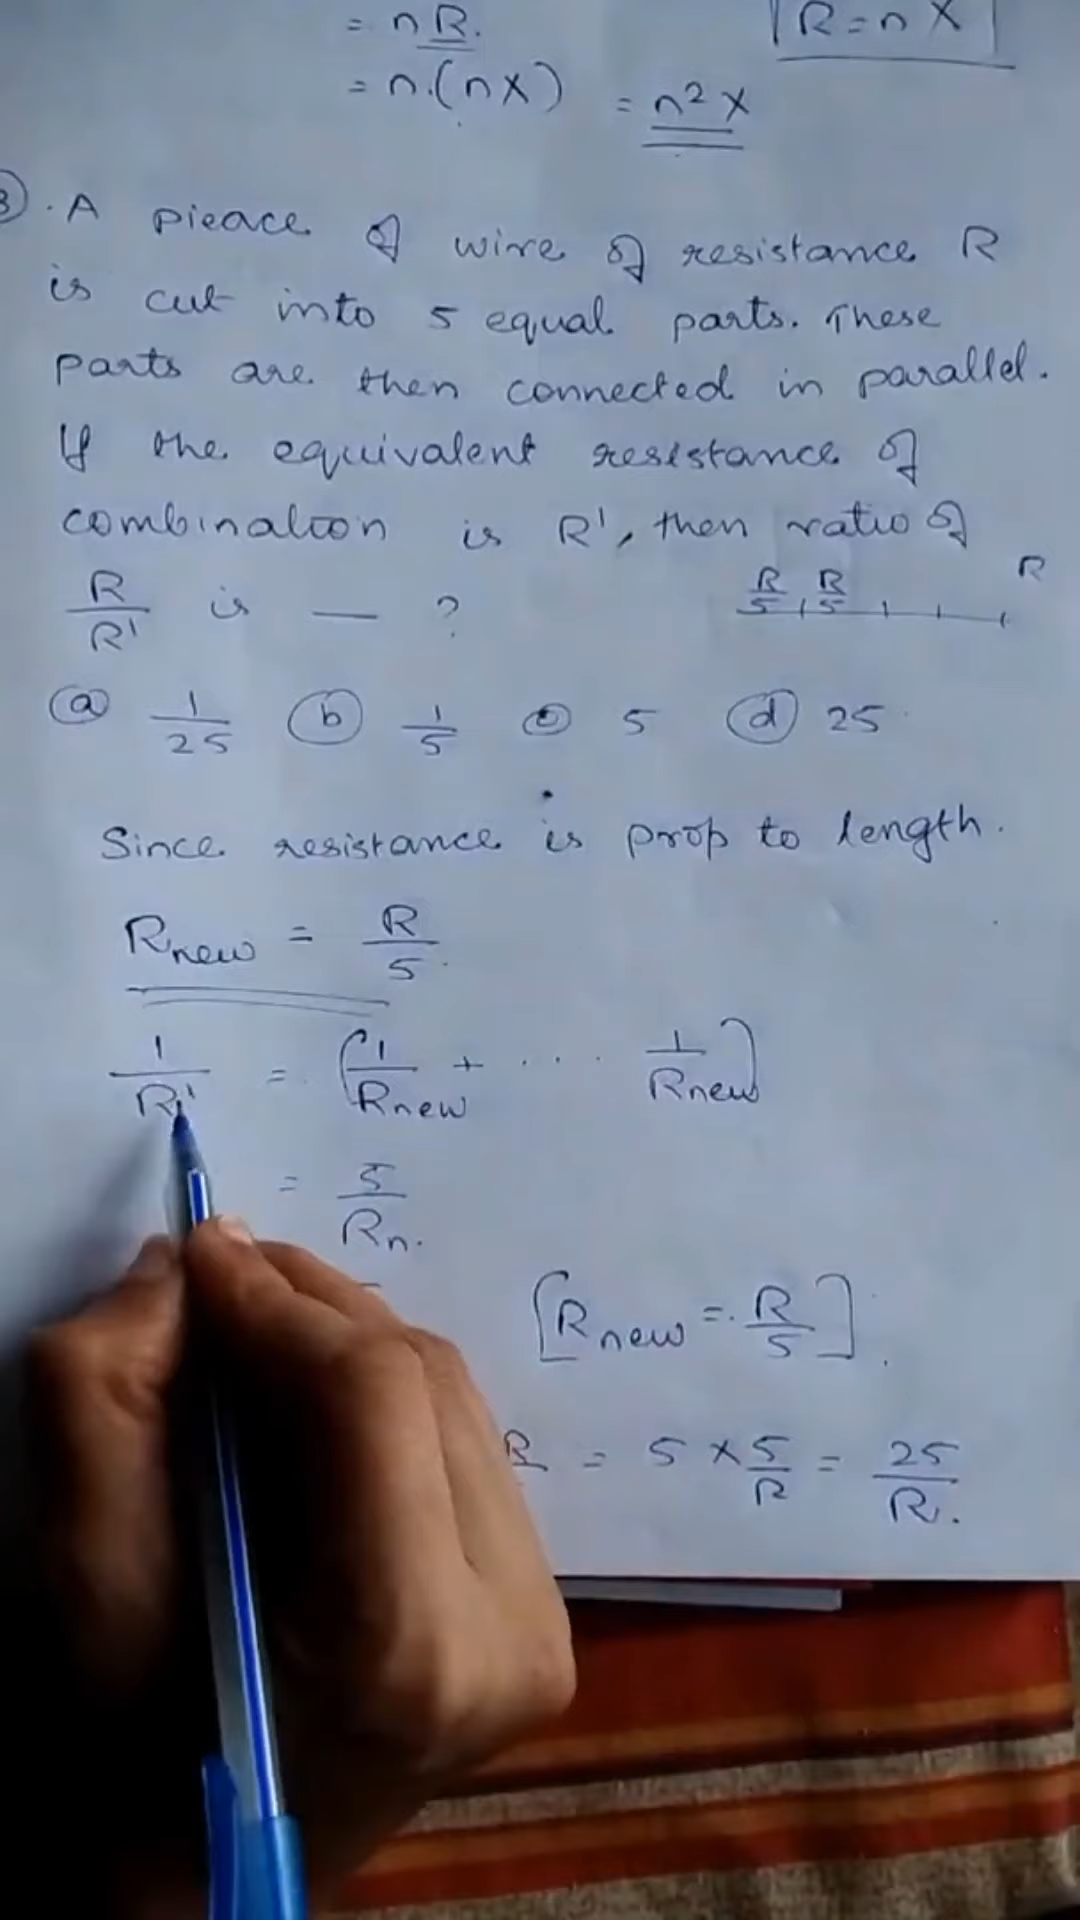 = nR.
R = nX
= n.(nX) = n²X
3). A pieace of wire of resistance R
is cut into 5 equal parts. These
parts are then connected in parallel.
If the equivalent resistance of
combination is R', then ratio of
R/R' is — ?
R/5 R/5 R
(a) 1/25 (b) 1/5 (c) 5 (d) 25
Since resistance is prop to length.
Rnew = R/5
1/R' = [1/Rnew + .... 1/Rnew]
= 5/Rn.
[Rnew = R/5].
= 5 × 5/R = 25/R.